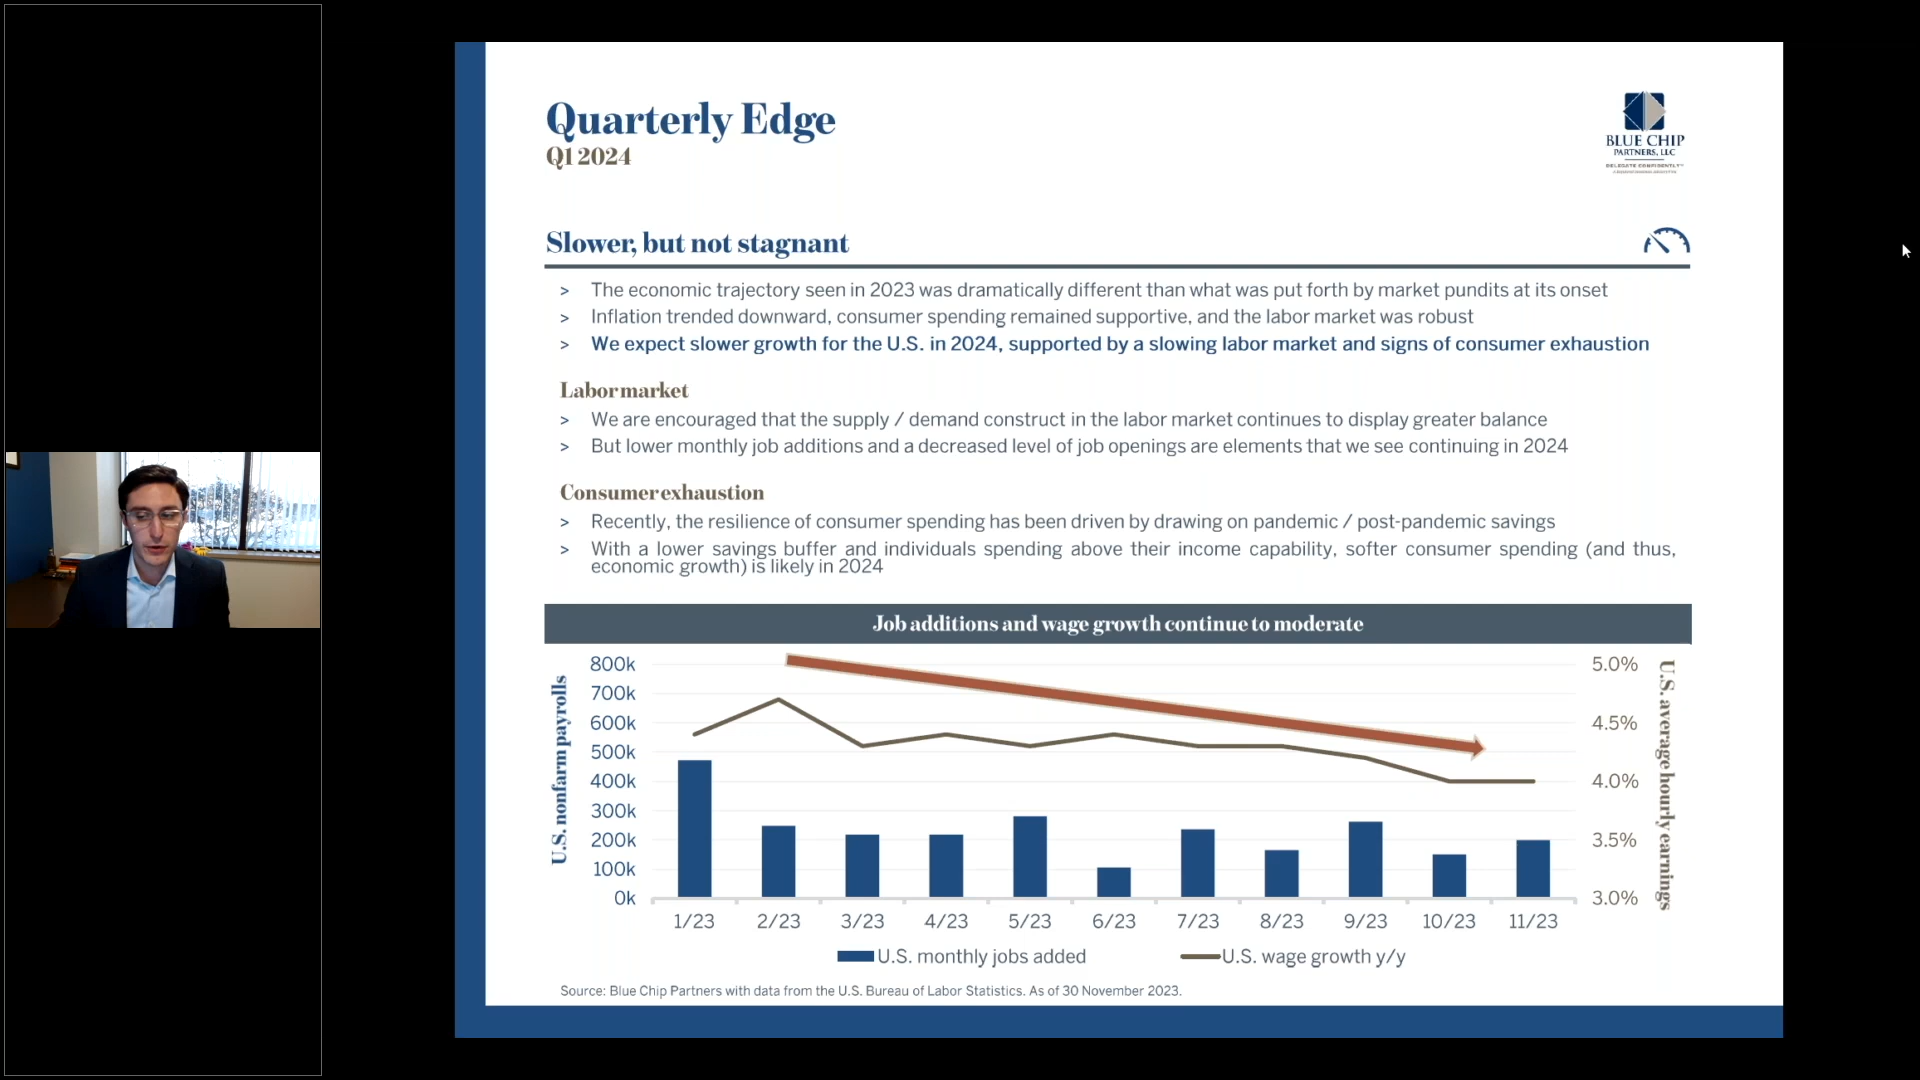 Quarterly Edge
Q1 2024
BLUE CHIP
PARTNERS, LLC
DELEGATE CONFIDENTLY™
Slower, but not stagnant
> The economic trajectory seen in 2023 was dramatically different than what was put forth by market pundits at its onset
> Inflation trended downward, consumer spending remained supportive, and the labor market was robust
> We expect slower growth for the U.S. in 2024, supported by a slowing labor market and signs of consumer exhaustion
Labor market
> We are encouraged that the supply / demand construct in the labor market continues to display greater balance
> But lower monthly job additions and a decreased level of job openings are elements that we see continuing in 2024
Consumer exhaustion
> Recently, the resilience of consumer spending has been driven by drawing on pandemic / post-pandemic savings
> With a lower savings buffer and individuals spending above their income capability, softer consumer spending (and thus,
economic growth) is likely in 2024
Job additions and wage growth continue to moderate
U.S. nonfarm payrolls
800k
700k
600k
500k
400k
300k
200k
100k
0k
5.0%
4.5%
4.0%
3.5%
3.0%
U.S. average hourly earnings
1/23 2/23 3/23 4/23 5/23 6/23 7/23 8/23 9/23 10/23 11/23
U.S. monthly jobs added U.S. wage growth y/y
Source: Blue Chip Partners with data from the U.S. Bureau of Labor Statistics. As of 30 November 2023.